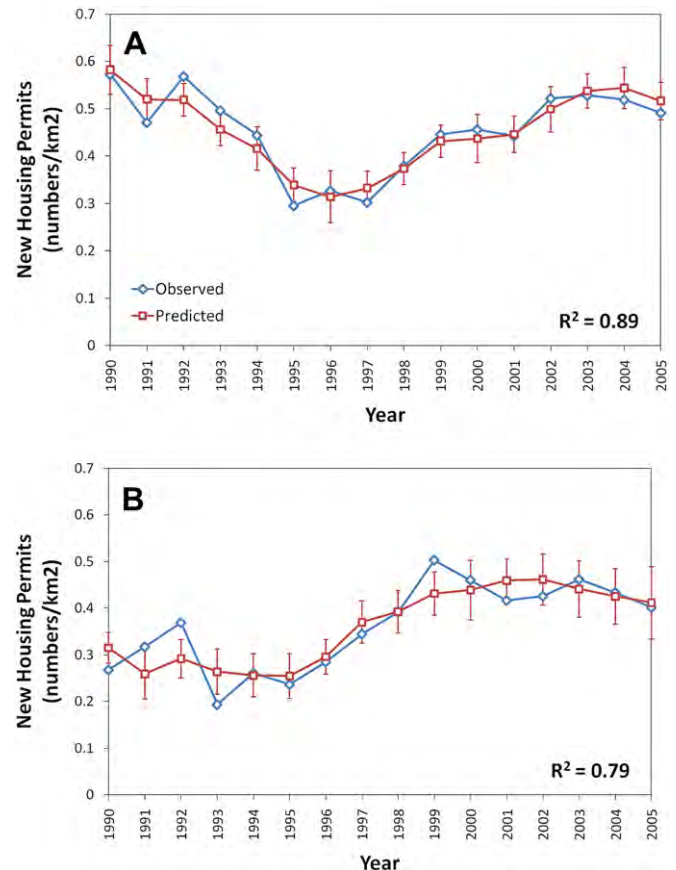 A
New Housing Permits
(numbers/km2)
0.7
0.6
0.5
0.4
0.3
0.2
0.1
0
Observed
Predicted
R² = 0.89
1990 1991 1992 1993 1994 1995 1996 1997 1998 1999 2000 2001 2002 2003 2004 2005
Year
B
New Housing Permits
(numbers/km2)
0.7
0.6
0.5
0.4
0.3
0.2
0.1
0
R² = 0.79
1990 1991 1992 1993 1994 1995 1996 1997 1998 1999 2000 2001 2002 2003 2004 2005
Year